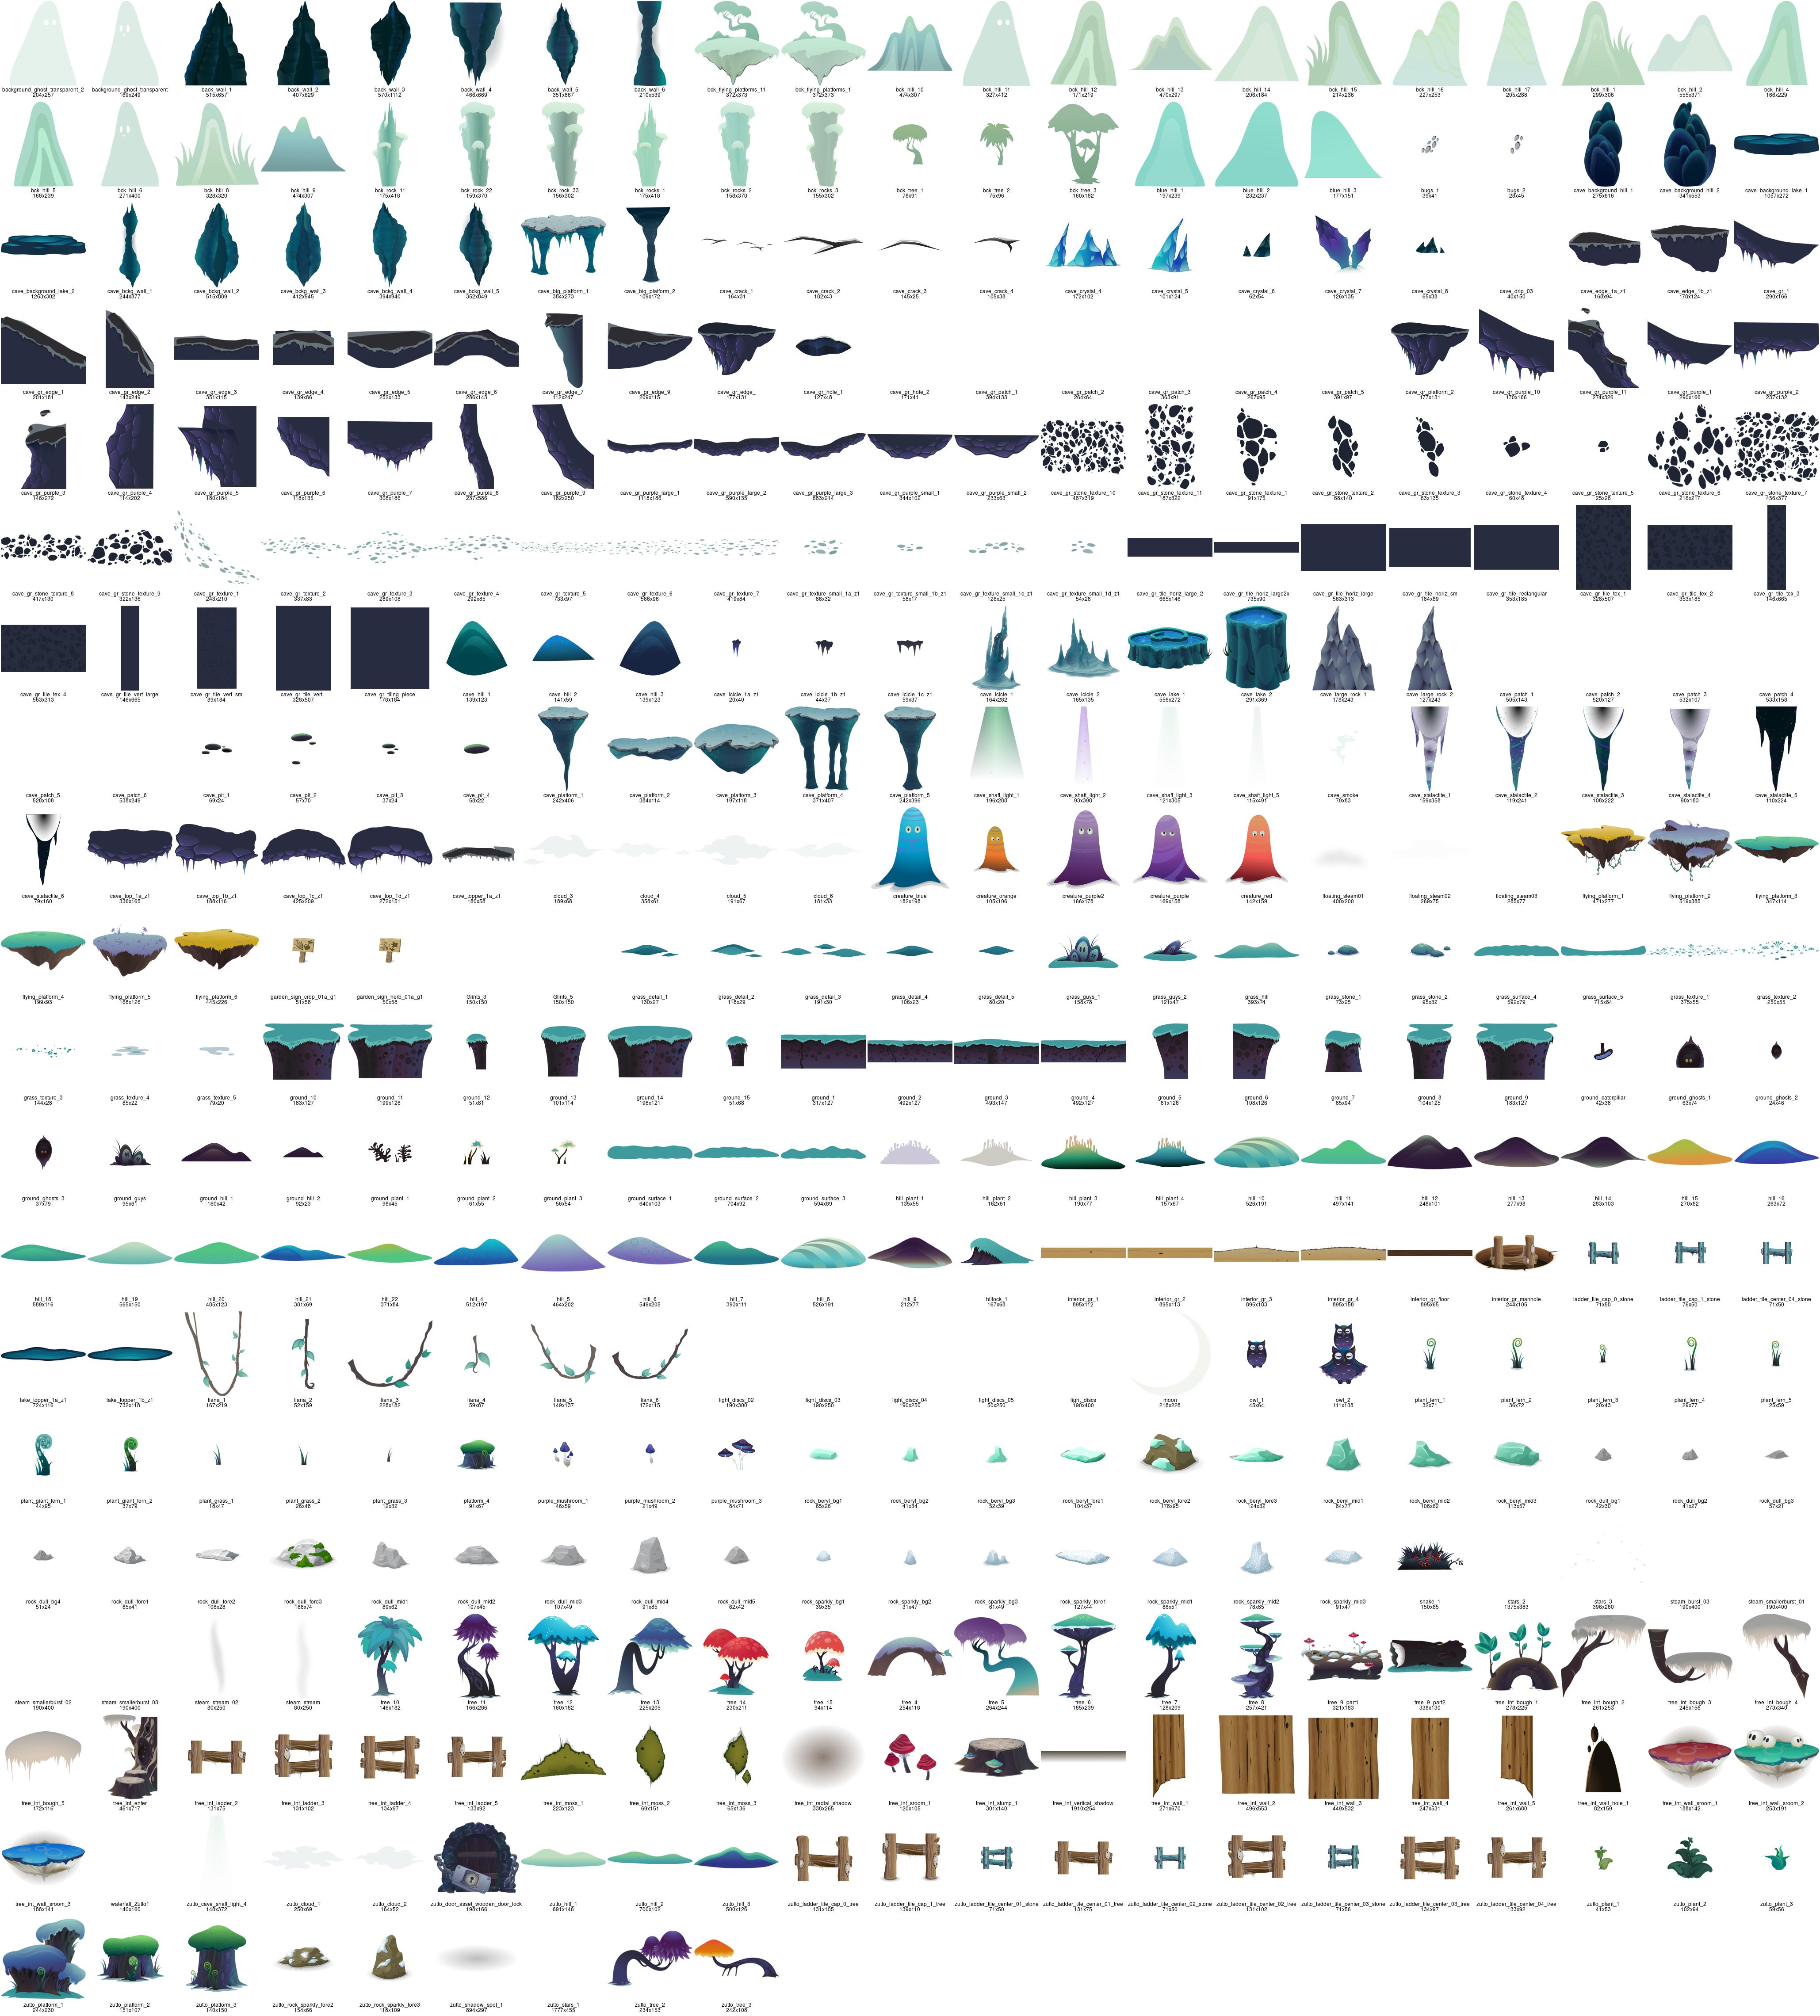 background_ghost_transparent_2
204x257
background_ghost_transparent
169x249
back_wall_1
515x657
back_wall_2
407x629
back_wall_3
570x1112
back_wall_4
466x669
back_wall_5
351x867
back_wall_6
210x539
bck_flying_platforms_11
372x373
bck_flying_platforms_1
372x373
bck_hill_10
474x307
bck_hill_11
327x412
bck_hill_12
171x219
bck_hill_13
470x297
bck_hill_14
206x184
bck_hill_15
214x236
bck_hill_16
227x253
bck_hill_17
205x288
bck_hill_1
299x306
bck_hill_2
555x371
bck_hill_4
166x229
bck_hill_5
168x239
bck_hill_6
271x400
bck_hill_8
328x320
bck_hill_9
474x307
bck_rock_11
175x418
bck_rock_22
159x370
bck_rock_33
156x302
bck_rocks_1
175x418
bck_rocks_2
158x370
bck_rocks_3
155x302
bck_tree_1
78x91
bck_tree_2
75x96
bck_tree_3
160x182
blue_hill_1
197x239
blue_hill_2
232x237
blue_hill_3
177x151
bugs_1
39x41
bugs_2
28x45
cave_background_hill_1
275x616
cave_background_hill_2
341x553
cave_background_lake_1
1057x272
cave_background_lake_2
1263x302
cave_bckg_wall_1
244x877
cave_bckg_wall_2
515x889
cave_bckg_wall_3
412x945
cave_bckg_wall_4
394x940
cave_bckg_wall_5
352x849
cave_big_platform_1
384x273
cave_big_platform_2
109x172
cave_crack_1
164x31
cave_crack_2
182x43
cave_crack_3
145x25
cave_crack_4
105x38
cave_crystal_4
172x102
cave_crystal_5
101x124
cave_crystal_6
62x54
cave_crystal_7
126x135
cave_crystal_8
65x38
cave_drip_03
40x150
cave_edge_1a_z1
168x94
cave_edge_1b_z1
178x124
cave_gr_1
290x166
cave_gr_edge_1
201x181
cave_gr_edge_2
143x249
cave_gr_edge_3
351x115
cave_gr_edge_4
139x86
cave_gr_edge_5
252x133
cave_gr_edge_6
286x143
cave_gr_edge_7
112x247
cave_gr_edge_9
209x115
cave_gr_edge_
177x131
cave_gr_hole_1
127x48
cave_gr_hole_2
171x41
cave_gr_patch_1
394x133
cave_gr_patch_2
264x64
cave_gr_patch_3
363x91
cave_gr_patch_4
287x95
cave_gr_patch_5
391x97
cave_gr_platform_2
177x131
cave_gr_purple_10
170x166
cave_gr_purple_11
274x326
cave_gr_purple_1
290x166
cave_gr_purple_2
237x132
cave_gr_purple_3
146x272
cave_gr_purple_4
114x202
cave_gr_purple_5
180x184
cave_gr_purple_6
118x135
cave_gr_purple_7
308x186
cave_gr_purple_8
237x586
cave_gr_purple_9
182x250
cave_gr_purple_large_1
1118x186
cave_gr_purple_large_2
590x135
cave_gr_purple_large_3
683x214
cave_gr_purple_small_1
344x102
cave_gr_purple_small_2
233x63
cave_gr_stone_texture_10
487x319
cave_gr_stone_texture_11
187x322
cave_gr_stone_texture_1
91x175
cave_gr_stone_texture_2
68x140
cave_gr_stone_texture_3
63x135
cave_gr_stone_texture_4
60x48
cave_gr_stone_texture_5
25x26
cave_gr_stone_texture_6
216x217
cave_gr_stone_texture_7
456x377
cave_gr_stone_texture_8
417x130
cave_gr_stone_texture_9
322x136
cave_gr_texture_1
243x210
cave_gr_texture_2
337x83
cave_gr_texture_3
289x108
cave_gr_texture_4
292x85
cave_gr_texture_5
733x97
cave_gr_texture_6
566x96
cave_gr_texture_7
419x84
cave_gr_texture_small_1a_z1
86x32
cave_gr_texture_small_1b_z1
58x17
cave_gr_texture_small_1c_z1
126x25
cave_gr_texture_small_1d_z1
54x28
cave_gr_tile_horiz_large_2
665x146
cave_gr_tile_horiz_large2x
735x90
cave_gr_tile_horiz_large
563x313
cave_gr_tile_horiz_sm
184x89
cave_gr_tile_rectangular
353x185
cave_gr_tile_tex_1
328x507
cave_gr_tile_tex_2
353x185
cave_gr_tile_tex_3
146x665
cave_gr_tile_tex_4
563x313
cave_gr_tile_vert_large
146x665
cave_gr_tile_vert_sm
89x184
cave_gr_tile_vert_
328x507
cave_gr_tiling_piece
178x184
cave_hill_1
139x123
cave_hill_2
141x59
cave_hill_3
139x123
cave_icicle_1a_z1
20x40
cave_icicle_1b_z1
44x37
cave_icicle_1c_z1
59x37
cave_icicle_1
164x282
cave_icicle_2
165x135
cave_lake_1
556x272
cave_lake_2
291x369
cave_large_rock_1
178x243
cave_large_rock_2
127x243
cave_patch_1
505x143
cave_patch_2
520x127
cave_patch_3
532x107
cave_patch_4
533x158
cave_patch_5
528x108
cave_patch_6
538x249
cave_pit_1
69x24
cave_pit_2
57x70
cave_pit_3
37x24
cave_pit_4
58x22
cave_platform_1
242x406
cave_platform_2
384x114
cave_platform_3
197x118
cave_platform_4
371x407
cave_platform_5
242x396
cave_shaft_light_1
196x288
cave_shaft_light_2
93x398
cave_shaft_light_3
121x305
cave_shaft_light_5
115x491
cave_smoke
70x83
cave_stalactite_1
159x358
cave_stalactite_2
119x241
cave_stalactite_3
108x222
cave_stalactite_4
90x183
cave_stalactite_5
110x224
cave_stalactite_6
79x160
cave_top_1a_z1
336x165
cave_top_1b_z1
188x116
cave_top_1c_z1
425x209
cave_top_1d_z1
272x151
cave_topper_1a_z1
180x58
cloud_3
189x68
cloud_4
358x61
cloud_5
191x67
cloud_6
181x33
creature_blue
182x198
creature_orange
105x106
creature_purple2
166x178
creature_purple
169x158
creature_red
142x159
floating_steam01
400x200
floating_steam02
269x75
floating_steam03
285x77
flying_platform_1
471x277
flying_platform_2
519x385
flying_platform_3
347x114
flying_platform_4
199x93
flying_platform_5
168x126
flying_platform_6
445x226
garden_sign_crop_01a_g1
51x58
garden_sign_herb_01a_g1
50x58
Glints_3
150x150
Glints_5
150x150
grass_detail_1
130x27
grass_detail_2
118x29
grass_detail_3
191x30
grass_detail_4
106x23
grass_detail_5
80x20
grass_guys_1
158x78
grass_guys_2
121x47
grass_hill
393x74
grass_stone_1
73x25
grass_stone_2
95x32
grass_surface_4
592x79
grass_surface_5
715x84
grass_texture_1
375x55
grass_texture_2
250x55
grass_texture_3
144x28
grass_texture_4
85x22
grass_texture_5
79x20
ground_10
183x127
ground_11
199x126
ground_12
51x81
ground_13
101x114
ground_14
198x121
ground_15
51x68
ground_1
317x127
ground_2
492x127
ground_3
493x147
ground_4
492x127
ground_5
81x126
ground_6
108x126
ground_7
85x94
ground_8
104x125
ground_9
183x127
ground_caterpillar
42x38
ground_ghosts_1
63x74
ground_ghosts_2
24x46
ground_ghosts_3
37x79
ground_guys
95x61
ground_hill_1
160x42
ground_hill_2
92x23
ground_plant_1
98x45
ground_plant_2
61x55
ground_plant_3
56x54
ground_surface_1
640x103
ground_surface_2
704x92
ground_surface_3
594x89
hill_plant_1
135x55
hill_plant_2
162x61
hill_plant_3
190x77
hill_plant_4
157x67
hill_10
526x191
hill_11
497x141
hill_12
248x101
hill_13
277x98
hill_14
283x103
hill_15
270x82
hill_16
263x72
hill_18
589x116
hill_19
565x150
hill_20
485x123
hill_21
381x69
hill_22
371x84
hill_4
512x197
hill_5
464x202
hill_6
549x205
hill_7
393x111
hill_8
526x191
hill_9
212x77
hillock_1
167x68
interior_gr_1
895x112
interior_gr_2
895x113
interior_gr_3
895x183
interior_gr_4
895x158
interior_gr_floor
895x65
interior_gr_manhole
244x105
ladder_tile_cap_0_stone
71x50
ladder_tile_cap_1_stone
76x50
ladder_tile_center_04_stone
71x50
lake_topper_1a_z1
724x116
lake_topper_1b_z1
732x118
liana_1
167x219
liana_2
52x159
liana_3
228x182
liana_4
59x87
liana_5
149x137
liana_6
172x115
light_discs_02
190x300
light_discs_03
190x250
light_discs_04
190x250
light_discs_05
50x250
light_discs
190x400
moon
218x228
owl_1
45x64
owl_2
111x138
plant_fern_1
32x71
plant_fern_2
36x72
plant_fern_3
20x43
plant_fern_4
29x77
plant_fern_5
25x59
plant_giant_fern_1
44x95
plant_giant_fern_2
37x79
plant_grass_1
18x47
plant_grass_2
26x48
plant_grass_3
12x32
platform_4
91x67
purple_mushroom_1
46x59
purple_mushroom_2
21x49
purple_mushroom_3
84x71
rock_beryl_bg1
65x26
rock_beryl_bg2
41x34
rock_beryl_bg3
52x39
rock_beryl_fore1
104x37
rock_beryl_fore2
178x95
rock_beryl_fore3
124x32
rock_beryl_mid1
84x77
rock_beryl_mid2
106x62
rock_beryl_mid3
113x57
rock_dull_bg1
42x30
rock_dull_bg2
41x27
rock_dull_bg3
57x21
rock_dull_bg4
51x24
rock_dull_fore1
85x41
rock_dull_fore2
108x28
rock_dull_fore3
188x74
rock_dull_mid1
89x62
rock_dull_mid2
107x45
rock_dull_mid3
107x49
rock_dull_mid4
91x85
rock_dull_mid5
62x42
rock_sparkly_bg1
39x35
rock_sparkly_bg2
31x47
rock_sparkly_bg3
61x49
rock_sparkly_fore1
127x44
rock_sparkly_mid1
86x51
rock_sparkly_mid2
78x85
rock_sparkly_mid3
91x47
snake_1
150x65
stars_2
1375x383
stars_3
396x260
steam_burst_03
190x400
steam_smallerburst_01
190x400
steam_smallerburst_02
190x400
steam_smallerburst_03
190x400
steam_stream_02
80x250
steam_stream
80x250
tree_10
146x182
tree_11
166x286
tree_12
160x182
tree_13
225x205
tree_14
230x211
tree_15
94x114
tree_4
254x118
tree_5
264x244
tree_6
185x239
tree_7
128x209
tree_8
257x421
tree_9_part1
321x183
tree_9_part2
338x130
tree_int_bough_1
278x225
tree_int_bough_2
261x253
tree_int_bough_3
245x156
tree_int_bough_4
273x340
tree_int_bough_5
172x116
tree_int_enter
461x717
tree_int_ladder_2
131x75
tree_int_ladder_3
131x102
tree_int_ladder_4
134x97
tree_int_ladder_5
133x92
tree_int_moss_1
223x123
tree_int_moss_2
69x151
tree_int_moss_3
65x136
tree_int_radial_shadow
338x265
tree_int_sroom_1
120x105
tree_int_stump_1
301x140
tree_int_vertical_shadow
1910x254
tree_int_wall_1
271x670
tree_int_wall_2
496x553
tree_int_wall_3
449x532
tree_int_wall_4
247x531
tree_int_wall_5
261x680
tree_int_wall_hole_1
82x159
tree_int_wall_sroom_1
188x142
tree_int_wall_sroom_2
253x191
tree_int_wall_sroom_3
188x141
waterfall_Zutto1
140x160
zutto_cave_shaft_light_4
148x372
zutto_cloud_1
250x69
zutto_cloud_2
164x52
zutto_door_asset_wooden_door_lock
198x166
zutto_hill_1
691x146
zutto_hill_2
700x102
zutto_hill_3
500x126
zutto_ladder_tile_cap_0_tree
131x105
zutto_ladder_tile_cap_1_tree
139x110
zutto_ladder_tile_center_01_stone
71x50
zutto_ladder_tile_center_01_tree
131x75
zutto_ladder_tile_center_02_stone
71x50
zutto_ladder_tile_center_02_tree
131x102
zutto_ladder_tile_center_03_stone
71x56
zutto_ladder_tile_center_03_tree
134x97
zutto_ladder_tile_center_04_tree
133x92
zutto_plant_1
41x53
zutto_plant_2
102x94
zutto_plant_3
59x56
zutto_platform_1
244x230
zutto_platform_2
151x107
zutto_platform_3
140x150
zutto_rock_sparkly_fore2
154x66
zutto_rock_sparkly_fore3
118x109
zutto_shadow_spot_1
894x297
zutto_stars_1
1777x455
zutto_tree_2
234x153
zutto_tree_3
242x108